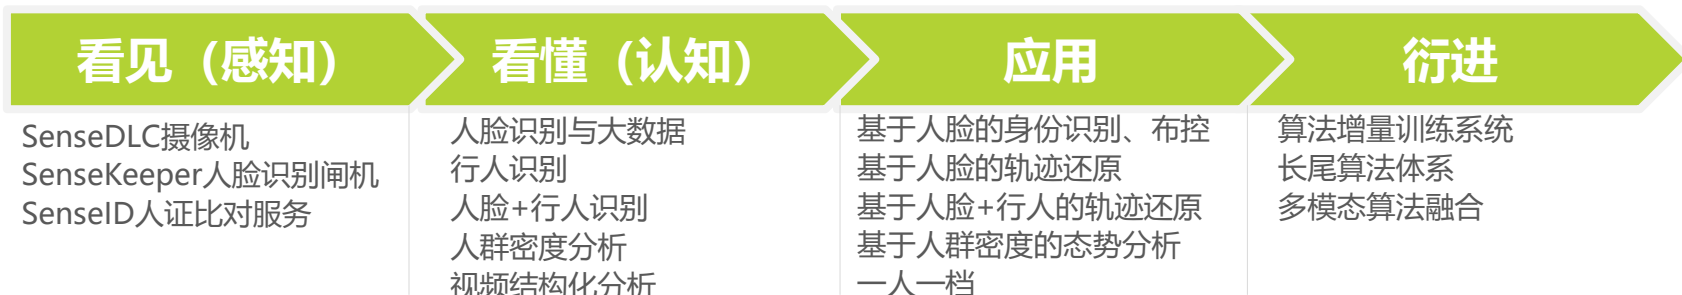 看见（感知）
看懂（认知）
应用
衍进
SenseDLC摄像机
SenseKeeper人脸识别闸机
SenseID人证比对服务
人脸识别与大数据
行人识别
人脸+行人识别
人群密度分析
视频结构化分析
基于人脸的身份识别、布控
基于人脸的轨迹还原
基于人脸+行人的轨迹还原
基于人群密度的态势分析
一人一档
算法增量训练系统
长尾算法体系
多模态算法融合